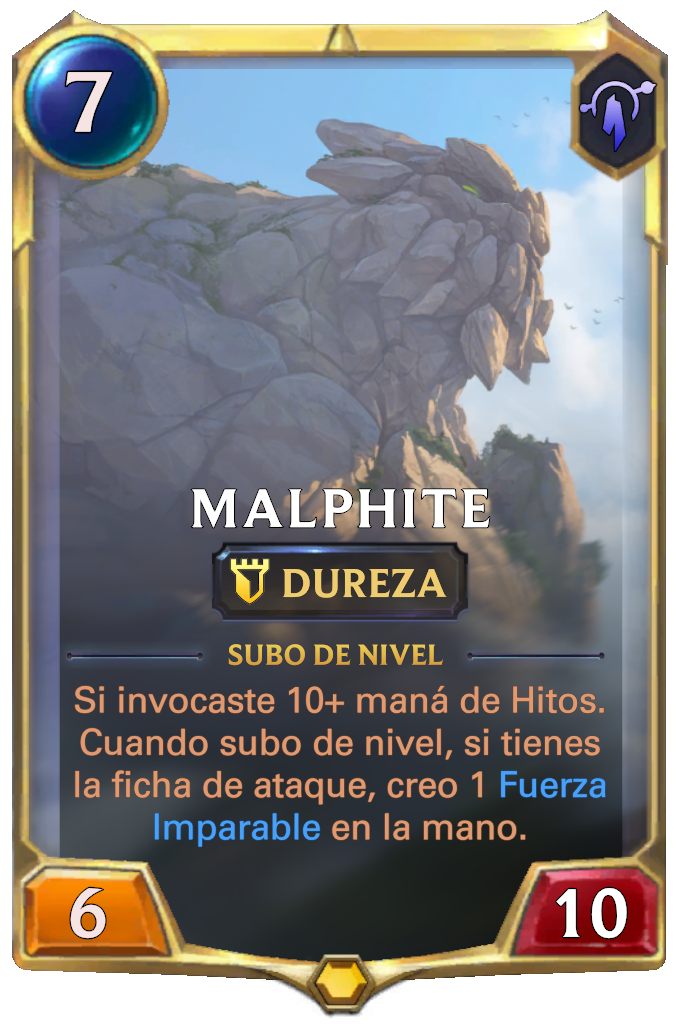 7
MALPHITE
DUREZA
SUBO DE NIVEL
Si invocaste 10+ maná de Hitos.
Cuando subo de nivel, si tienes
la ficha de ataque, creo 1 Fuerza
Imparable en la mano.
6
10